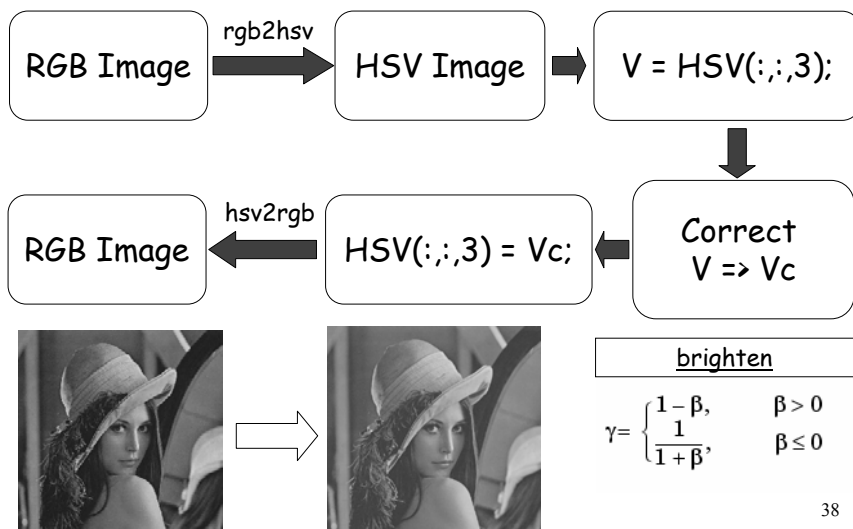 rgb2hsv
RGB Image
HSV Image
V = HSV(:,:,3);
Correct
V => Vc
HSV(:,:,3) = Vc;
hsv2rgb
RGB Image
brighten
γ= { 1 − β, β > 0
1/(1 + β), β ≤ 0
38